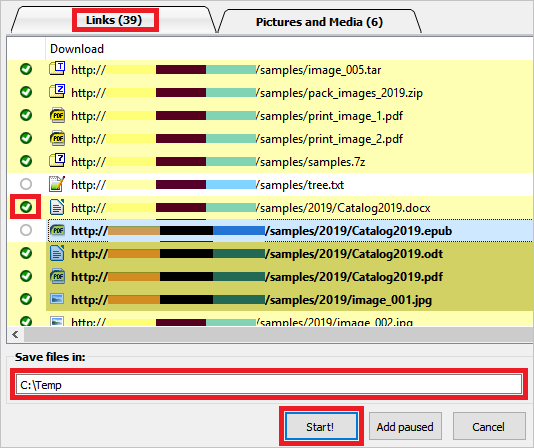 Links (39)
Pictures and Media (6)
Download
http:// /samples/image_005.tar
http:// /samples/pack_images_2019.zip
http:// /samples/print_image_1.pdf
http:// /samples/print_image_2.pdf
http:// /samples/samples.7z
http:// /samples/tree.txt
http:// /samples/2019/Catalog2019.docx
http:// /samples/2019/Catalog2019.epub
http:// /samples/2019/Catalog2019.odt
http:// /samples/2019/Catalog2019.pdf
http:// /samples/2019/image_001.jpg
http:// /samples/2019/image_002.jpg
Save files in:
C:\Temp
Start!
Add paused
Cancel